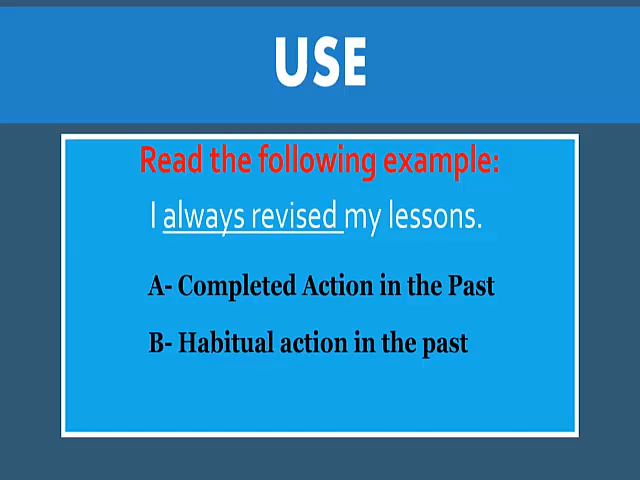 USE
Read the following example:
I always revised my lessons.
A- Completed Action in the Past
B- Habitual action in the past